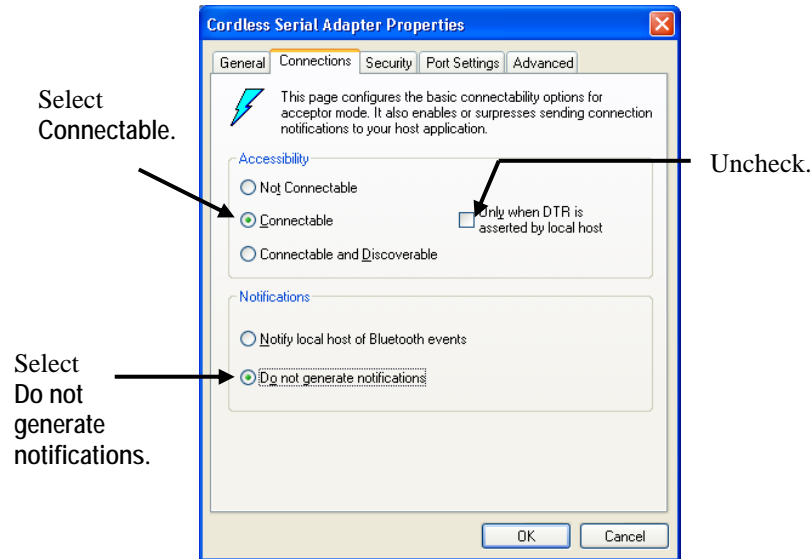 Cordless Serial Adapter Properties
General Connections Security Port Settings Advanced
This page configures the basic connectability options for
acceptor mode. It also enables or surpresses sending connection
notifications to your host application.
Select
Connectable.
Accessibility
Uncheck.
Not Connectable
Connectable
Only when DTR is
asserted by local host
Connectable and Discoverable
Notifications
Notify local host of Bluetooth events
Select
Do not
generate
notifications.
Do not generate notifications
OK Cancel